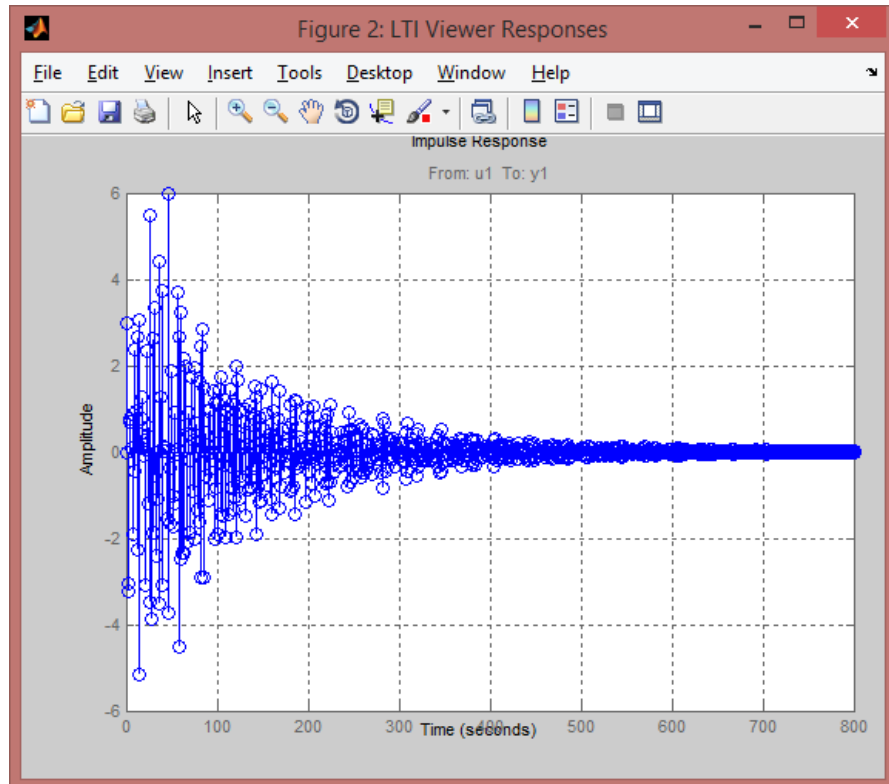 Figure 2: LTI Viewer Responses
File Edit View Insert Tools Desktop Window Help
Impulse Response
From: u1 To: y1
6
4
2
0
-2
-4
-6
Amplitude
0 100 200 300 400 500 600 700 800
Time (seconds)